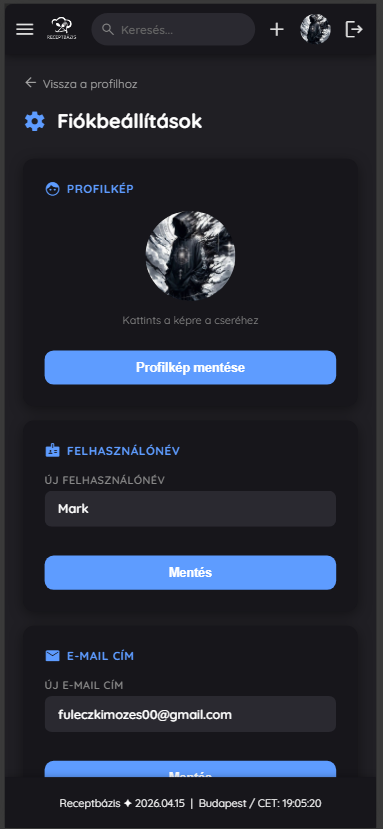 RECEPTBÁZIS
Keresés...
Vissza a profilhoz
Fiókbeállítások
PROFILKÉP
Kattints a képre a cseréhez
Profilkép mentése
FELHASZNÁLÓNÉV
ÚJ FELHASZNÁLÓNÉV
Mark
Mentés
E-MAIL CÍM
ÚJ E-MAIL CÍM
fuleczkimozes00@gmail.com
Mentés
Receptbázis ✦ 2026.04.15 | Budapest / CET: 19:05:20